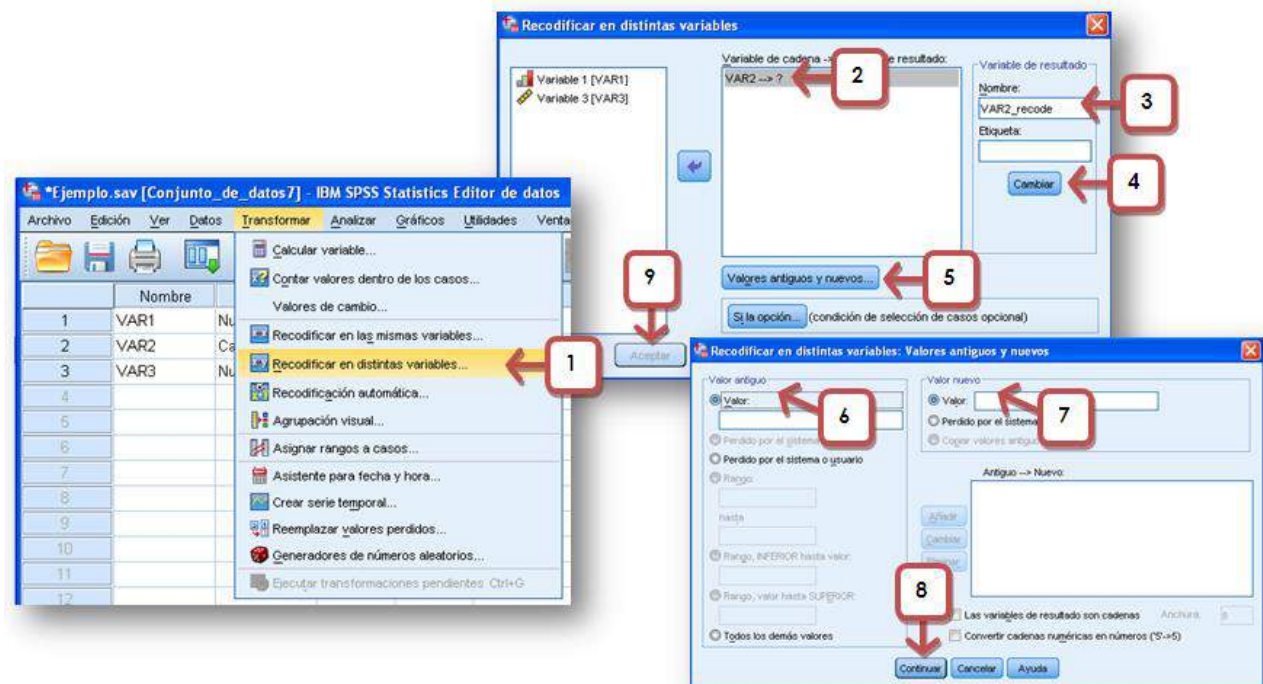 Recodificar en distintas variables
Variable 1 [VAR1]
Variable 3 [VAR3]
Variable de cadena -> e resultado:
VAR2 --> ?
2
Variable de resultado
Nombre:
VAR2_recode
3
Etiqueta:
Cambiar
4
Valores antiguos y nuevos...
5
Si la opción... (condición de selección de casos opcional)
9
Aceptar
*Ejemplo.sav [Conjunto_de_datos7] - IBM SPSS Statistics Editor de datos
Archivo Edición Ver Datos Transformar Analizar Gráficos Utilidades Venta
Nombre
1 VAR1 Nu
2 VAR2 Ca
3 VAR3 Nu
4
5
6
7
8
9
10
11
12
Calcular variable...
Contar valores dentro de los casos...
Valores de cambio...
Recodificar en las mismas variables...
Recodificar en distintas variables...
1
Recodificación automática...
Agrupación visual...
Asignar rangos a casos...
Asistente para fecha y hora...
Crear serie temporal...
Reemplazar valores perdidos...
Generadores de números aleatorios...
Ejecutar transformaciones pendientes Ctrl+G
Recodificar en distintas variables: Valores antiguos y nuevos
Valor antiguo
Valor:
6
Perdido por el sistema
Perdido por el sistema o usuario
Rango:
hasta
Rango, INFERIOR hasta valor:
Rango, valor hasta SUPERIOR:
Todos los demás valores
Valor nuevo
Valor:
7
Perdido por el sistema
Copiar valores antiguo
Antiguo --> Nuevo:
Añadir
Cambiar
Eliminar
8
Las variables de resultado son cadenas Anchura: 8
Convertir cadenas numéricas en números ('5'->5)
Continuar Cancelar Ayuda